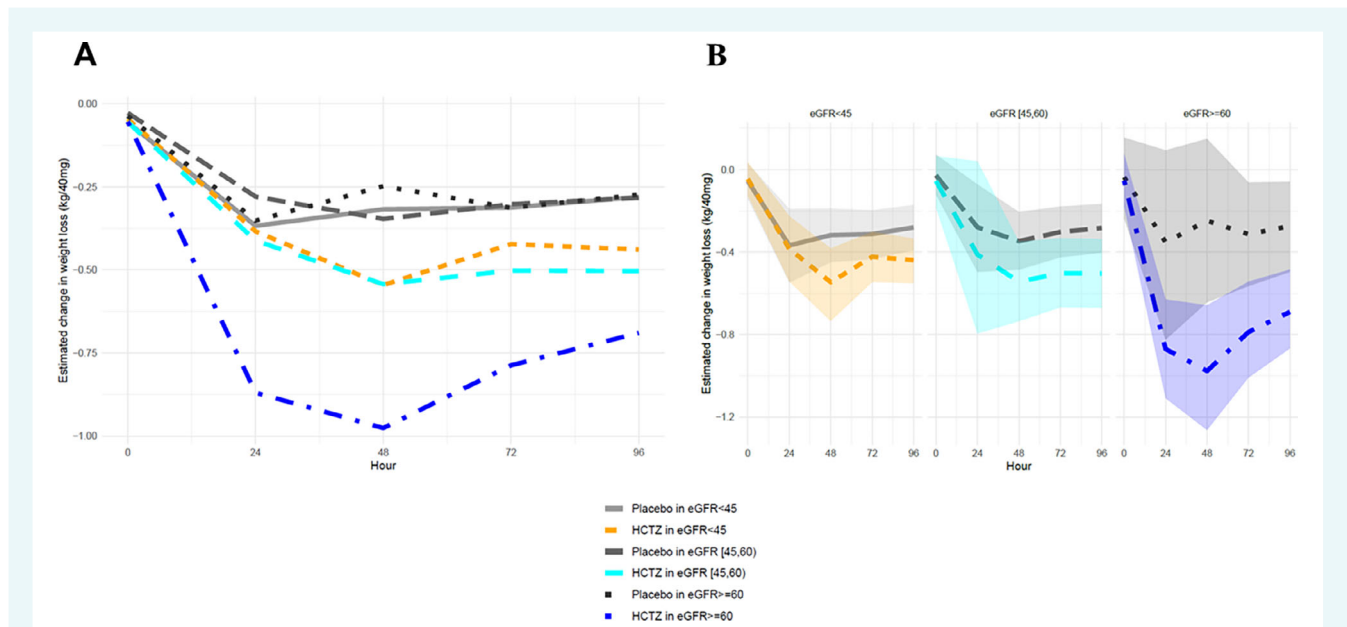 A
Estimated change in weight loss (kg/40mg)
0.00
−0.25
−0.50
−0.75
−1.00
0 24 48 72 96
Hour
B
eGFR<45 eGFR [45,60) eGFR>=60
Estimated change in weight loss (kg/40mg)
0.0
−0.4
−0.8
−1.2
0 24 48 72 96 0 24 48 72 96 0 24 48 72 96
Hour
Placebo in eGFR<45
HCTZ in eGFR<45
Placebo in eGFR [45,60)
HCTZ in eGFR [45,60)
Placebo in eGFR>=60
HCTZ in eGFR>=60